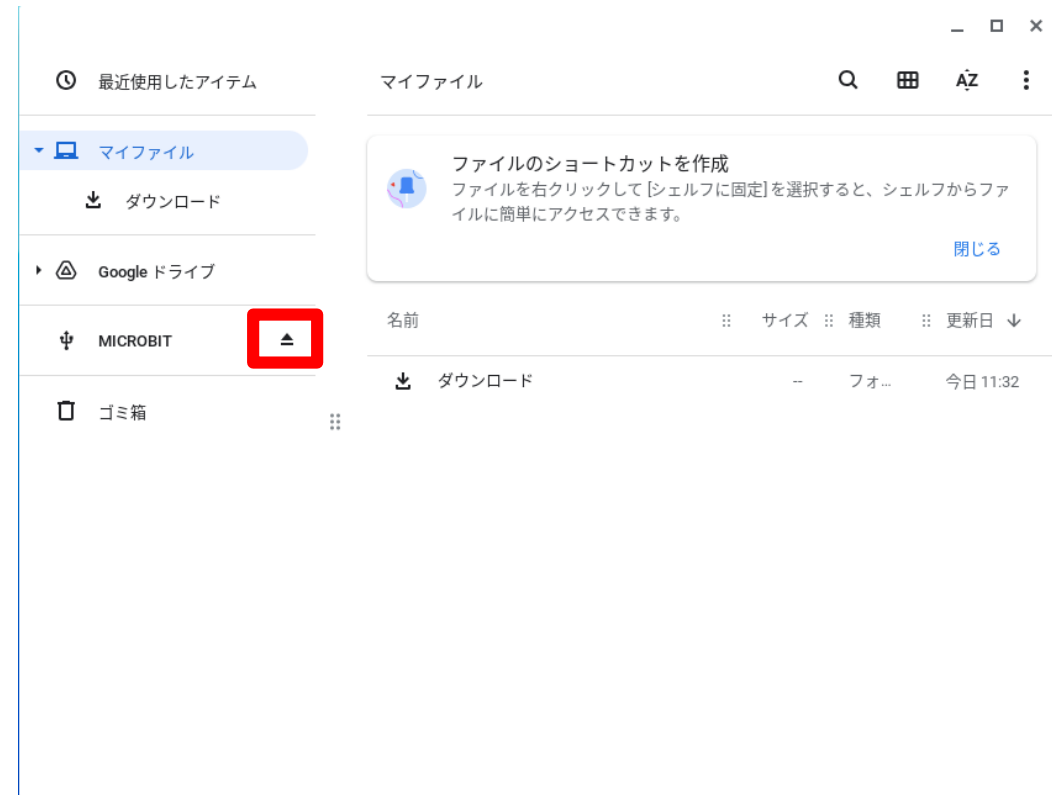 最近使用したアイテム
マイファイル
ダウンロード
Google ドライブ
MICROBIT
ゴミ箱
マイファイル
AZ
ファイルのショートカットを作成
ファイルを右クリックして [シェルフに固定] を選択すると、シェルフからファ
イルに簡単にアクセスできます。
閉じる
名前 サイズ 種類 更新日
ダウンロード -- フォ... 今日 11:32